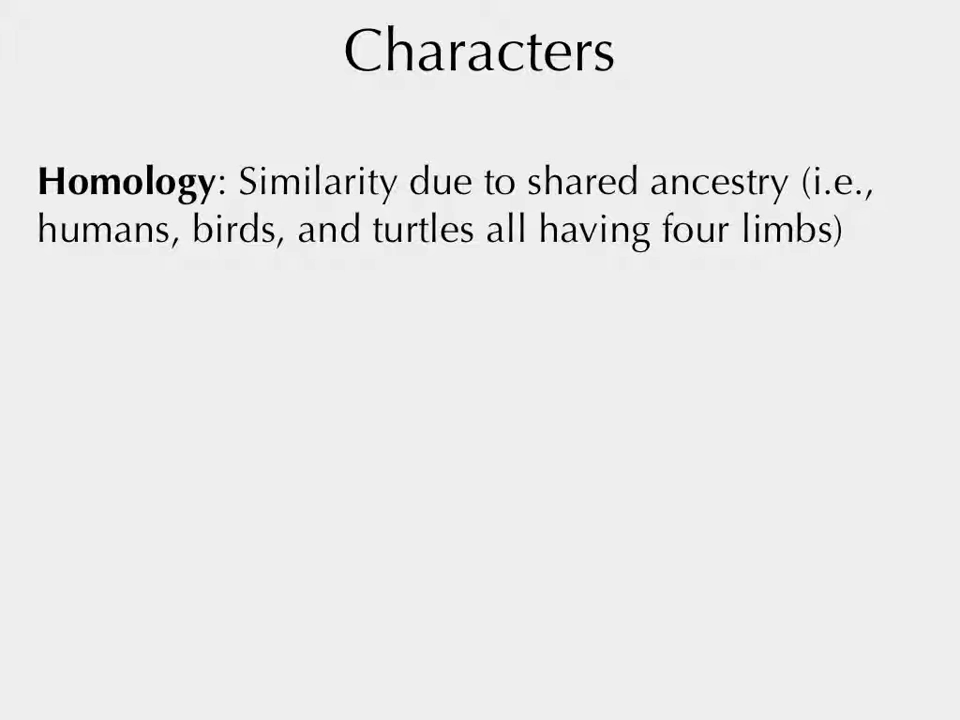 Characters
Homology: Similarity due to shared ancestry (i.e.,
humans, birds, and turtles all having four limbs)